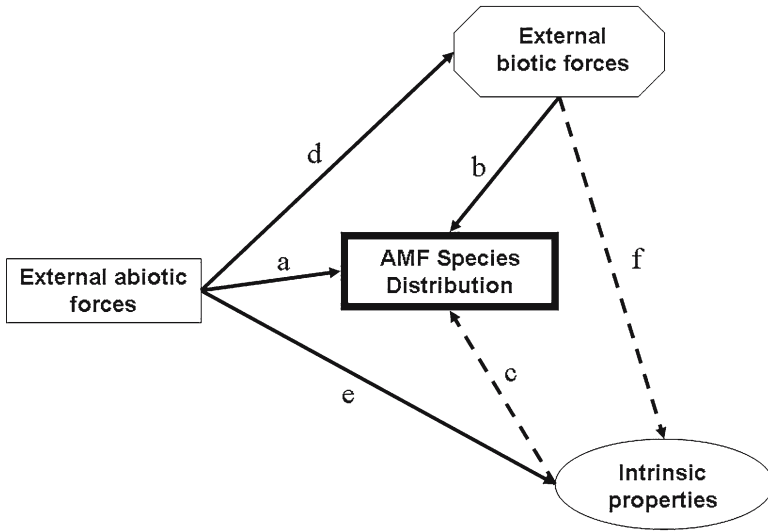 External
biotic forces
d
b
a
AMF Species
Distribution
f
External abiotic
forces
c
e
Intrinsic
properties